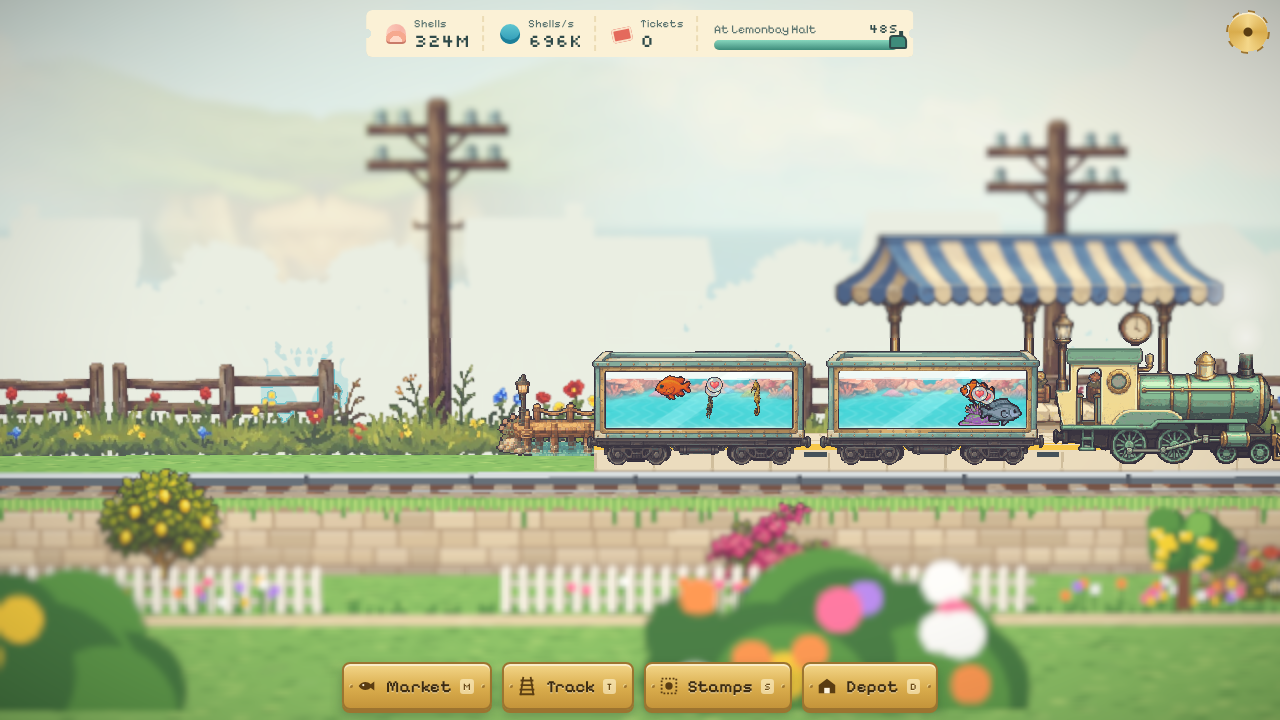 Shells
324M
Shells/s
696K
Tickets
0
At Lemonbay Halt
48S
Market M
Track T
Stamps S
Depot D